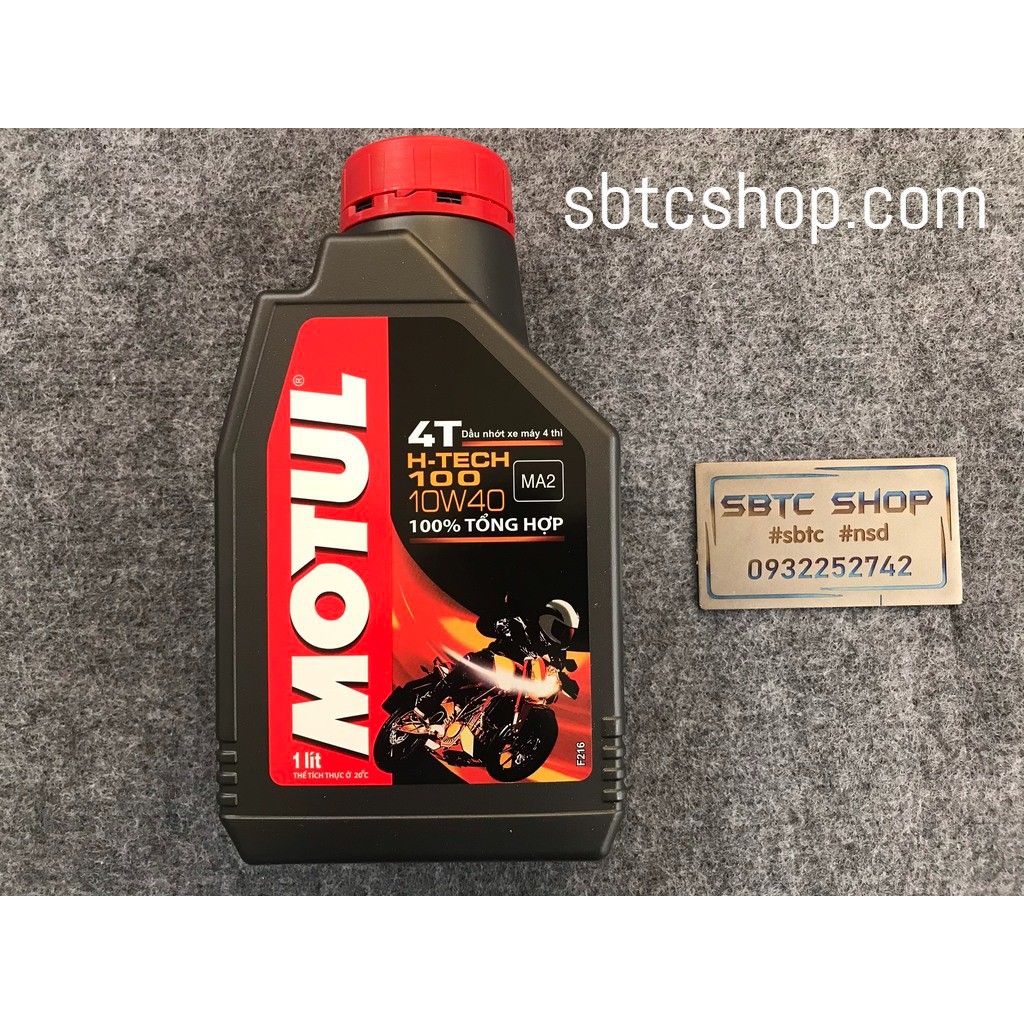 sbtcshop.com
MOTUL®
4T Dầu nhớt xe máy 4 thì
H-TECH
100
10W40
MA2
100% TỔNG HỢP
1 lít
THỂ TÍCH THỰC Ở 20°C
F216
SBTC SHOP
#sbtc #nsd
0932252742